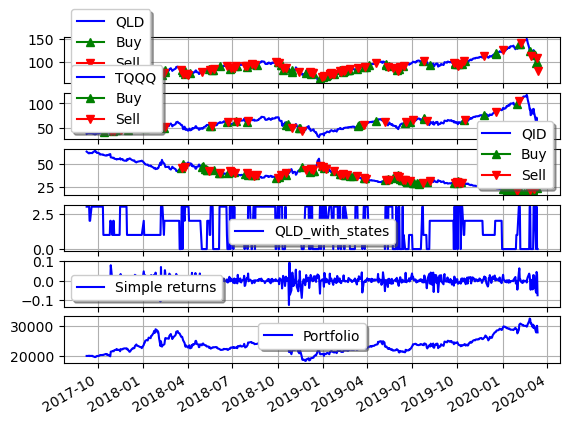 QLD
Buy
Sell
150
100
TQQQ
Buy
Sell
100
50
QID
Buy
Sell
50
25
2.5
0.0
QLD_with_states
0.1
0.0
−0.1
Simple returns
30000
20000
Portfolio
2017-10
2018-01
2018-04
2018-07
2018-10
2019-01
2019-04
2019-07
2019-10
2020-01
2020-04